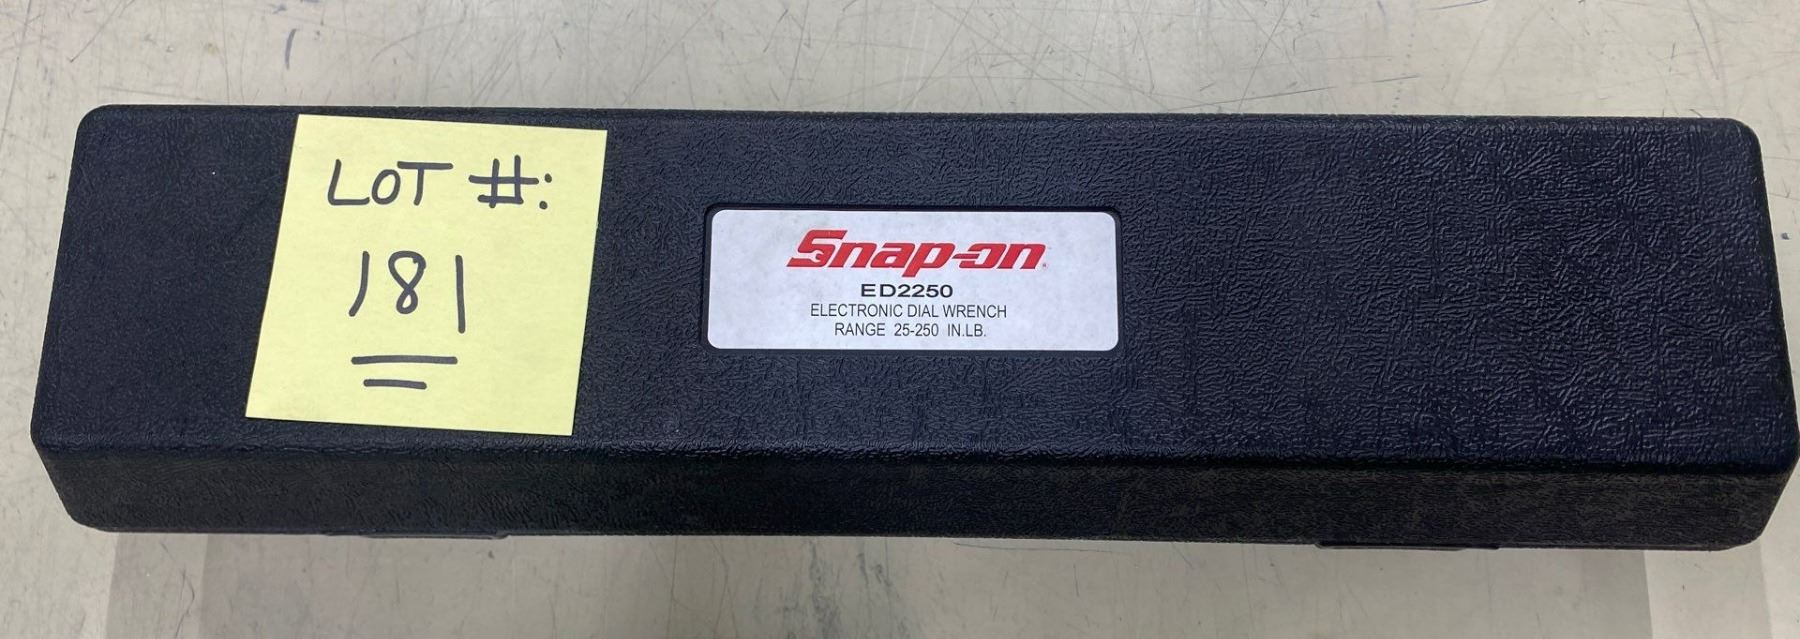 LOT #:
181
Snap-on
ED2250
ELECTRONIC DIAL WRENCH
RANGE 25-250 IN.LB.